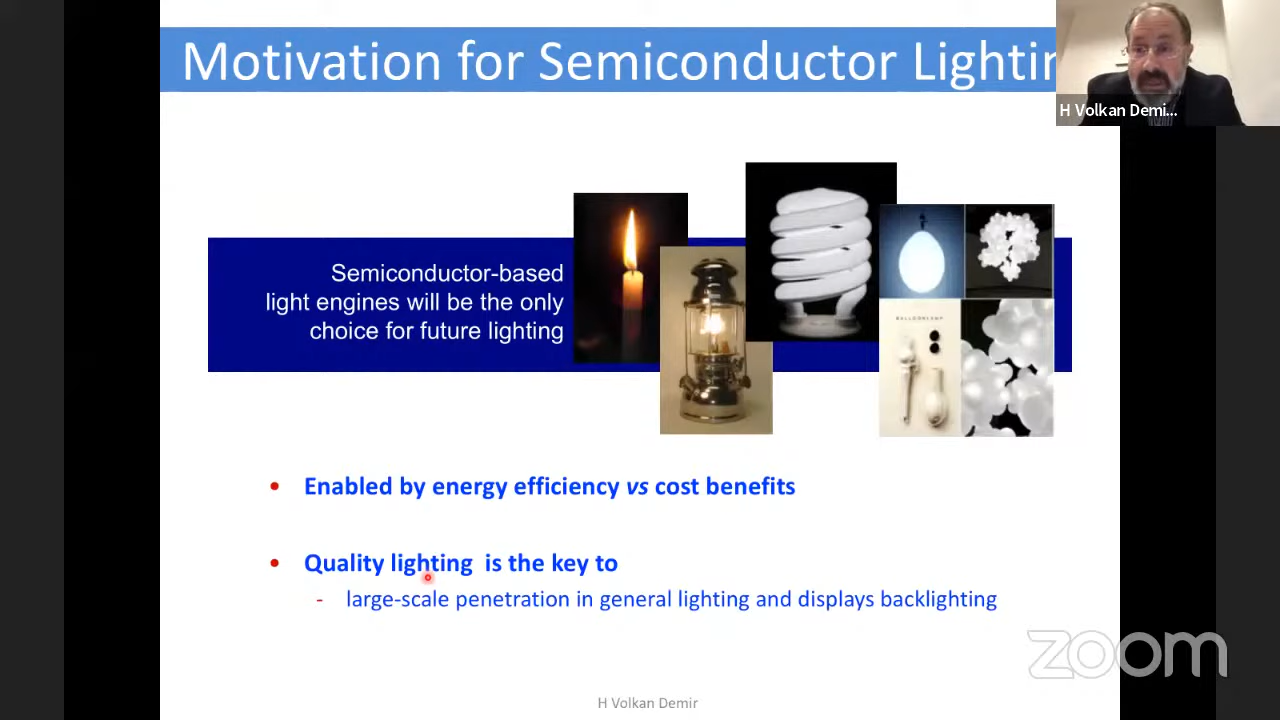 Motivation for Semiconductor Lightin
H Volkan Demi...
Semiconductor-based
light engines will be the only
choice for future lighting
BALLOONLAMP
• Enabled by energy efficiency vs cost benefits
• Quality lighting is the key to
- large-scale penetration in general lighting and displays backlighting
zoom
H Volkan Demir